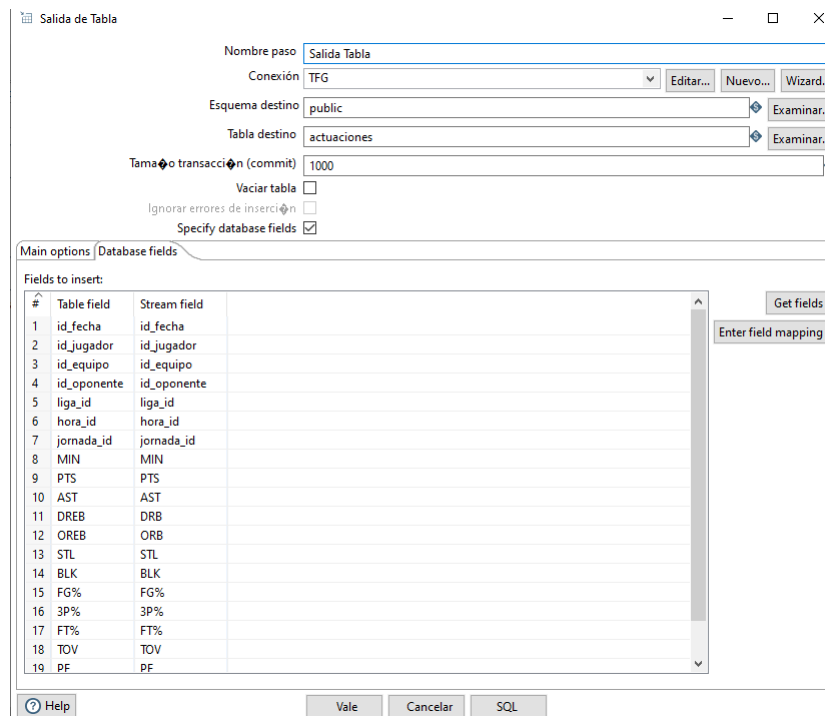 Salida de Tabla
Nombre paso Salida Tabla
Conexión TFG Editar... Nuevo... Wizard.
Esquema destino public Examinar.
Tabla destino actuaciones Examinar.
Tama�o transacci�n (commit) 1000
Vaciar tabla
Ignorar errores de inserci�n
Specify database fields
Main options Database fields
Fields to insert:
# Table field Stream field Get fields
1 id_fecha id_fecha
Enter field mapping
2 id_jugador id_jugador
3 id_equipo id_equipo
4 id_oponente id_oponente
5 liga_id liga_id
6 hora_id hora_id
7 jornada_id jornada_id
8 MIN MIN
9 PTS PTS
10 AST AST
11 DREB DRB
12 OREB ORB
13 STL STL
14 BLK BLK
15 FG% FG%
16 3P% 3P%
17 FT% FT%
18 TOV TOV
19 PF PF
Help Vale Cancelar SQL